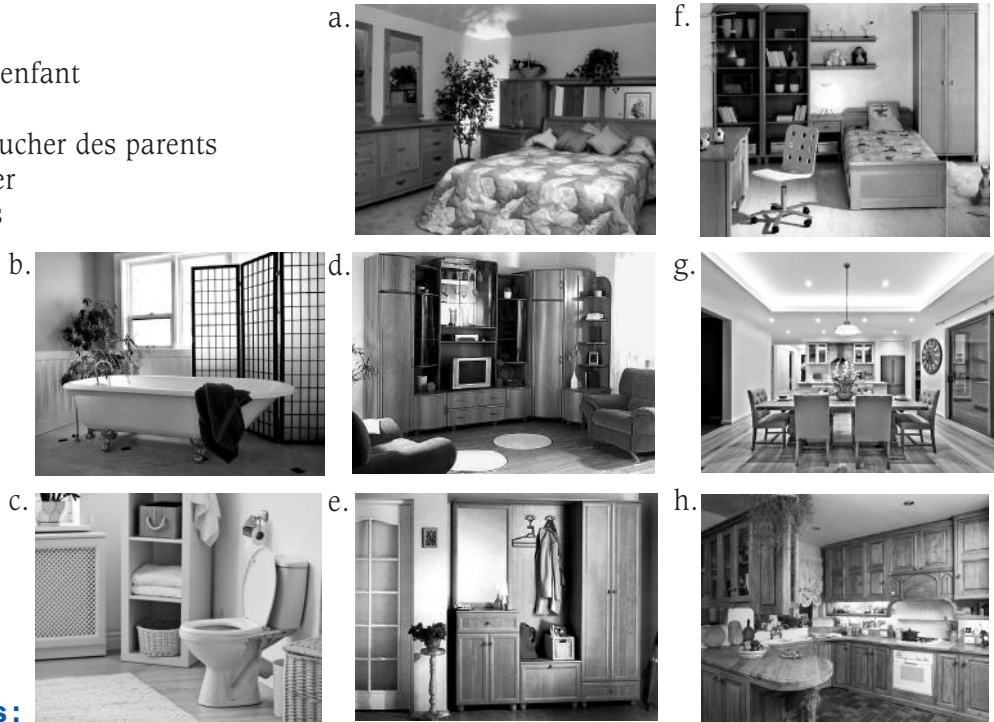 a.
f.
enfant
ucher des parents
er
s
b.
d.
g.
c.
e.
h.
s: